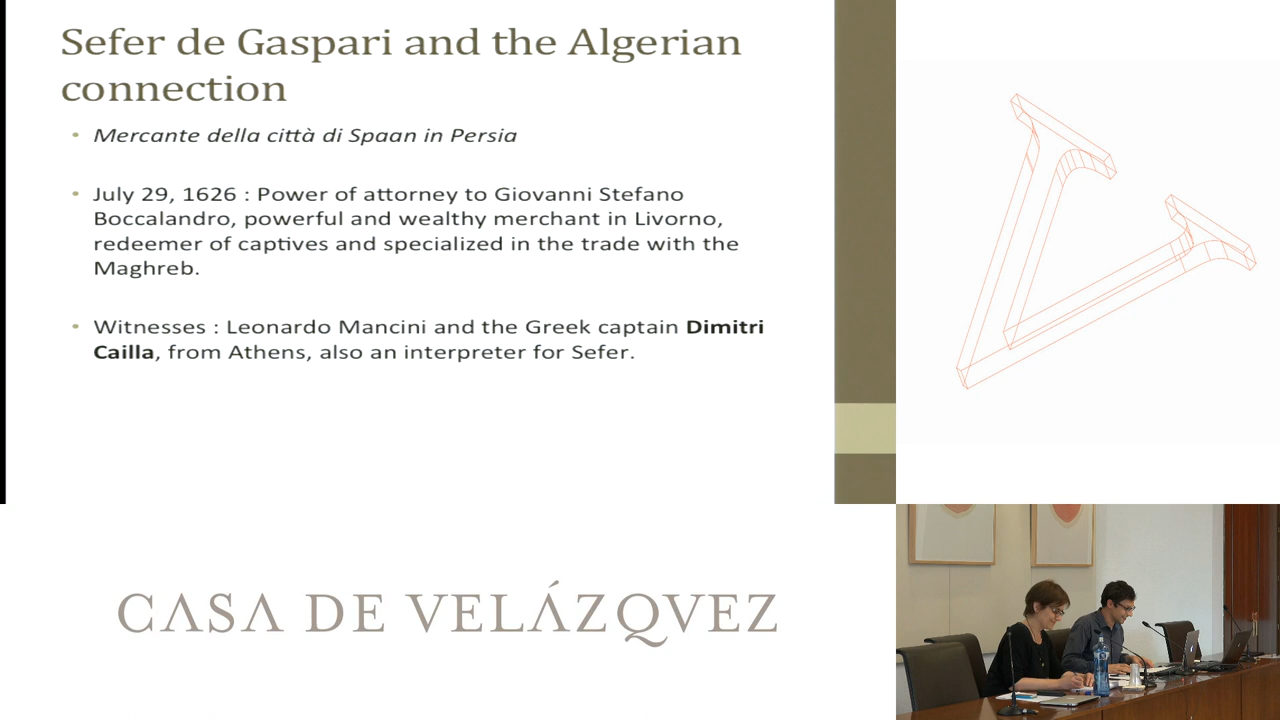 Sefer de Gaspari and the Algerian
connection
• Mercante della città di Spaan in Persia
• July 29, 1626 : Power of attorney to Giovanni Stefano
Boccalandro, powerful and wealthy merchant in Livorno,
redeemer of captives and specialized in the trade with the
Maghreb.
• Witnesses : Leonardo Mancini and the Greek captain Dimitri
Cailla, from Athens, also an interpreter for Sefer.
CASA DE VELÁZQVEZ